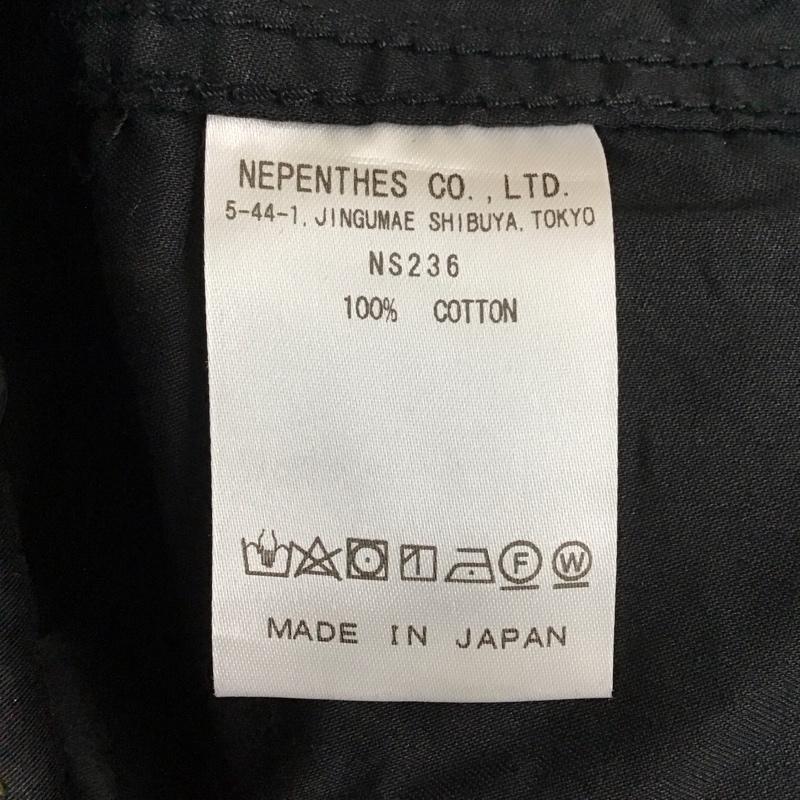 NEPENTHES CO., LTD.
5-44-1, JINGUMAE SHIBUYA, TOKYO
NS236
100% COTTON
F W
MADE IN JAPAN